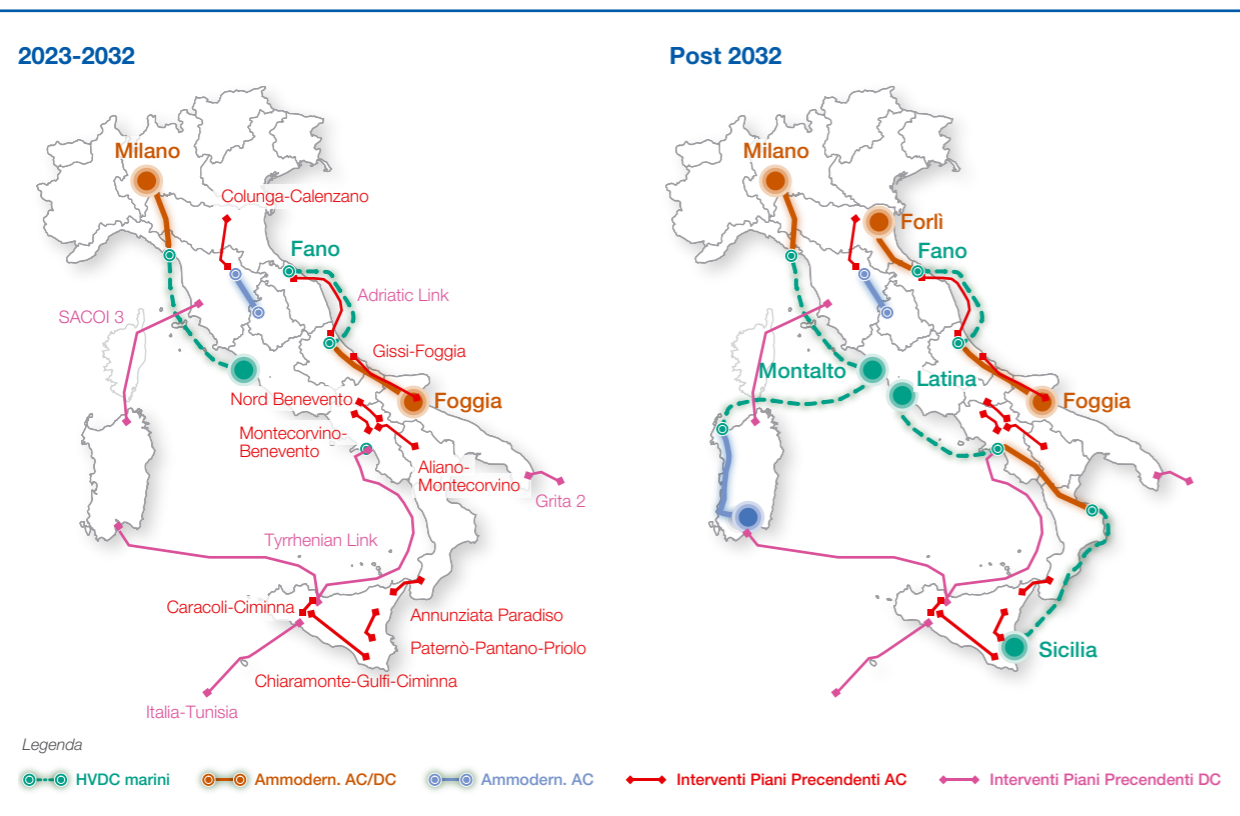 2023-2032
Milano
Colunga-Calenzano
Fano
Adriatic Link
SACOI 3
Gissi-Foggia
Nord Benevento
Foggia
Montecorvino-
Benevento
Aliano-
Montecorvino
Grita 2
Tyrrhenian Link
Caracoli-Ciminna
Annunziata Paradiso
Paternò-Pantano-Priolo
Chiaramonte-Gulfi-Ciminna
Italia-Tunisia
Post 2032
Milano
Forlì
Fano
Montalto
Latina
Foggia
Sicilia
Legenda
HVDC marini
Ammodern. AC/DC
Ammodern. AC
Interventi Piani Precendenti AC
Interventi Piani Precendenti DC